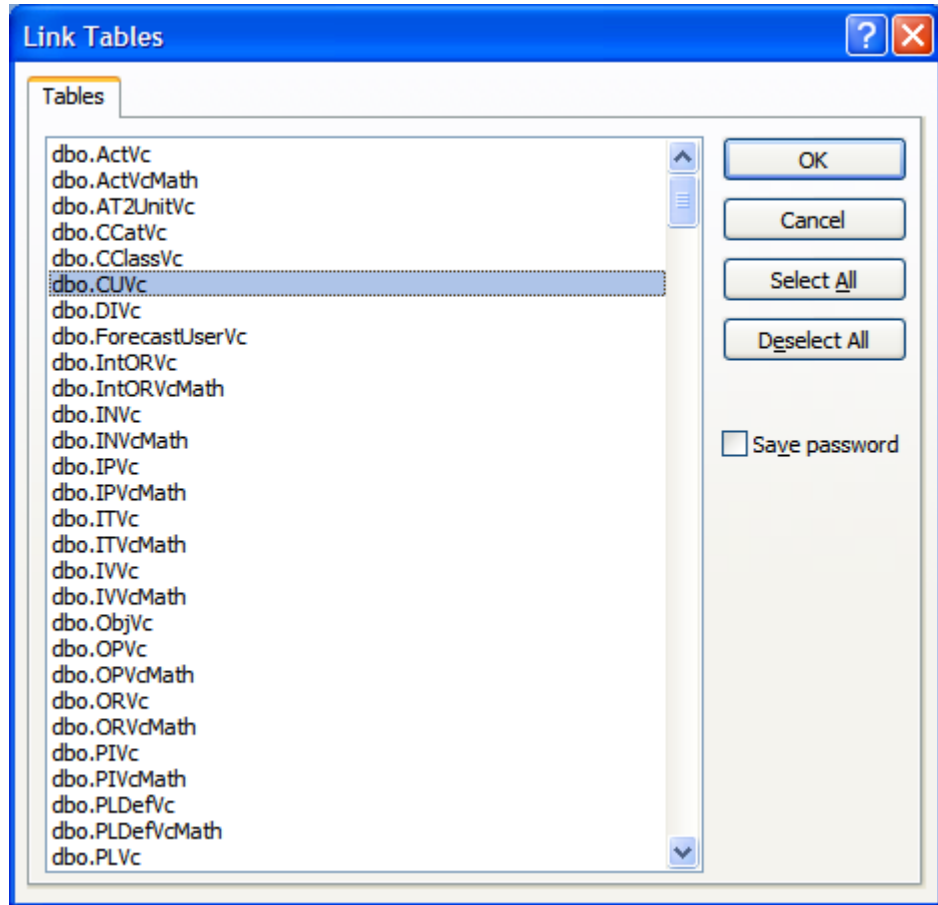 Link Tables
Tables
dbo.ActVc
dbo.ActVcMath
dbo.AT2UnitVc
dbo.CCatVc
dbo.CClassVc
dbo.CUVc
dbo.DIVc
dbo.ForecastUserVc
dbo.IntORVc
dbo.IntORVcMath
dbo.INVc
dbo.INVcMath
dbo.IPVc
dbo.IPVcMath
dbo.ITVc
dbo.ITVcMath
dbo.IVVc
dbo.IVVcMath
dbo.ObjVc
dbo.OPVc
dbo.OPVcMath
dbo.ORVc
dbo.ORVcMath
dbo.PIVc
dbo.PIVcMath
dbo.PLDefVc
dbo.PLDefVcMath
dbo.PLVc
OK
Cancel
Select All
Deselect All
Save password